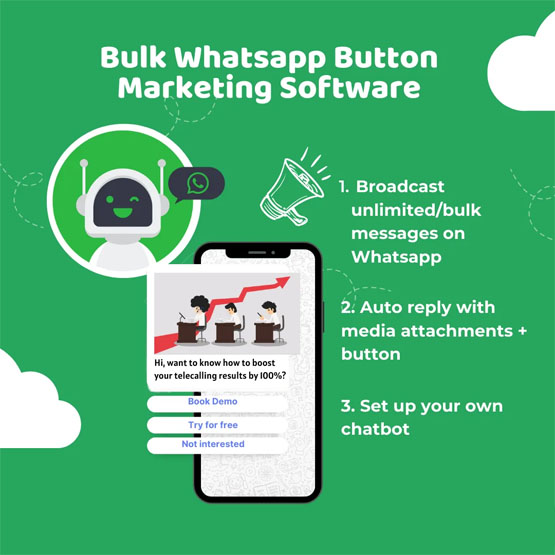 Bulk Whatsapp Button
Marketing Software
1. Broadcast
unlimited/bulk
messages on
Whatsapp
2. Auto reply with
media attachments +
button
3. Set up your own
chatbot
Hi, want to know how to boost
your telecalling results by 100%?
Book Demo
Try for free
Not interested